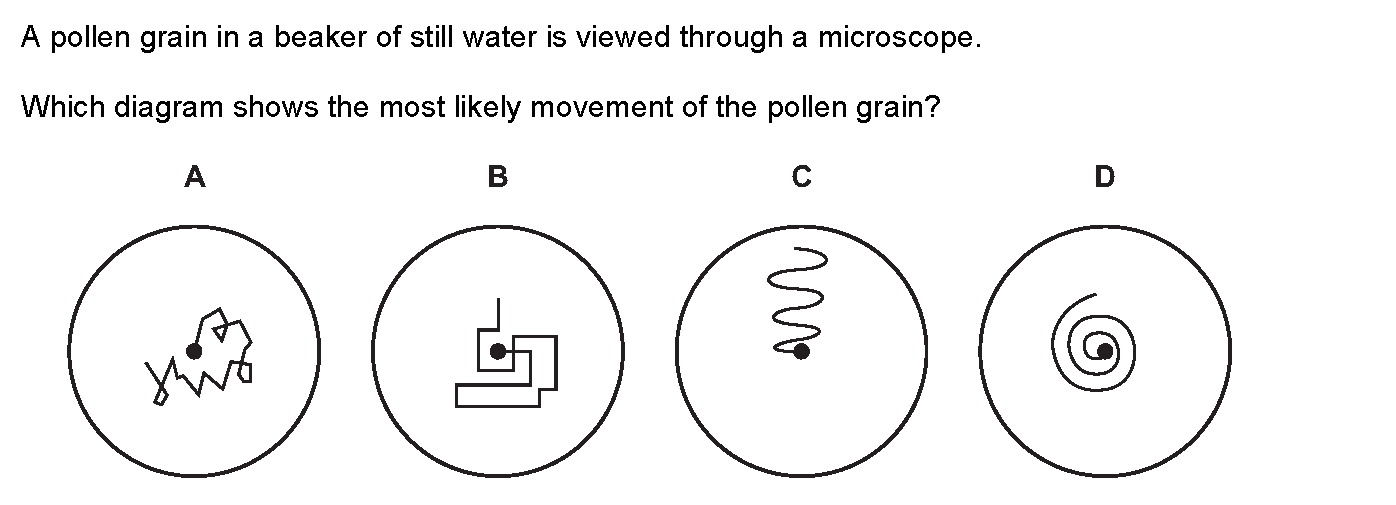 A pollen grain in a beaker of still water is viewed through a microscope.
Which diagram shows the most likely movement of the pollen grain?
A B C D